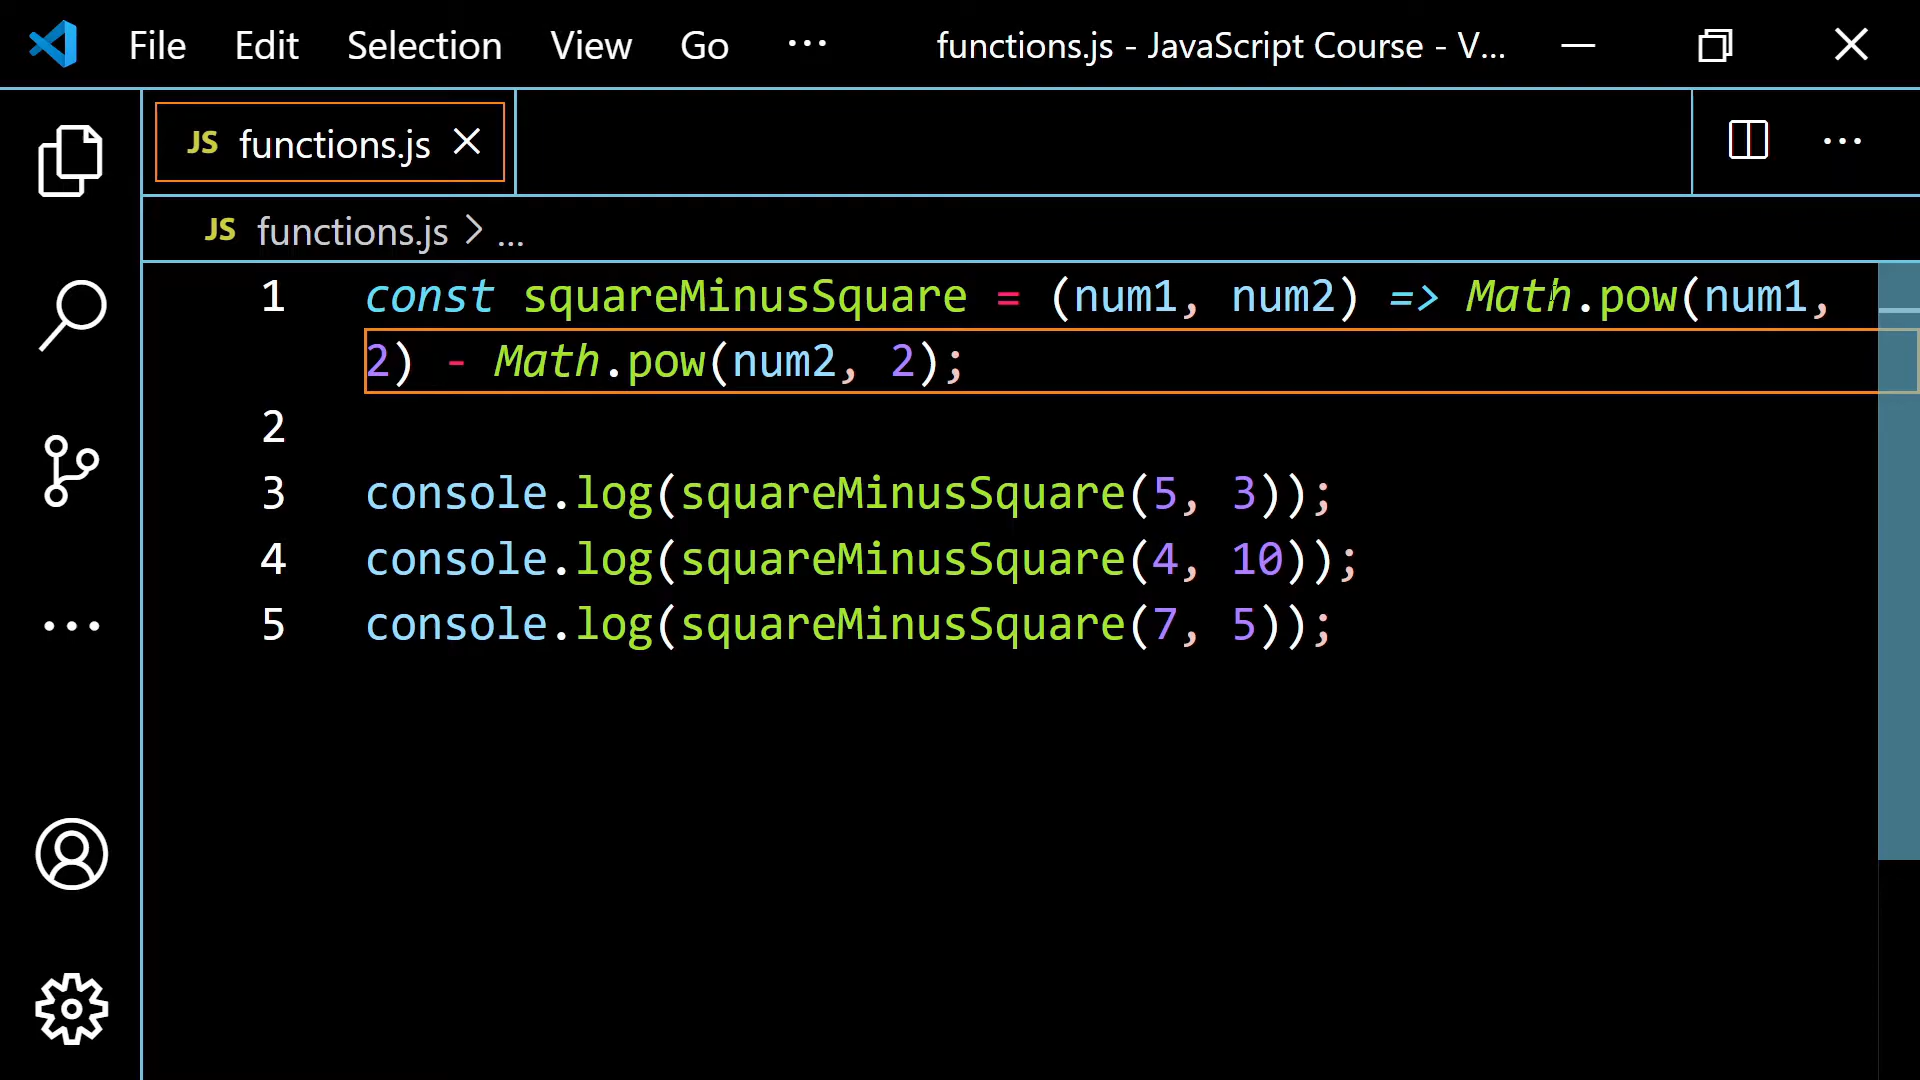 File Edit Selection View Go ··· functions.js - JavaScript Course - V...
JS functions.js
JS functions.js > ...
1 const squareMinusSquare = (num1, num2) => Math.pow(num1,
2) - Math.pow(num2, 2);
2
3 console.log(squareMinusSquare(5, 3));
4 console.log(squareMinusSquare(4, 10));
5 console.log(squareMinusSquare(7, 5));